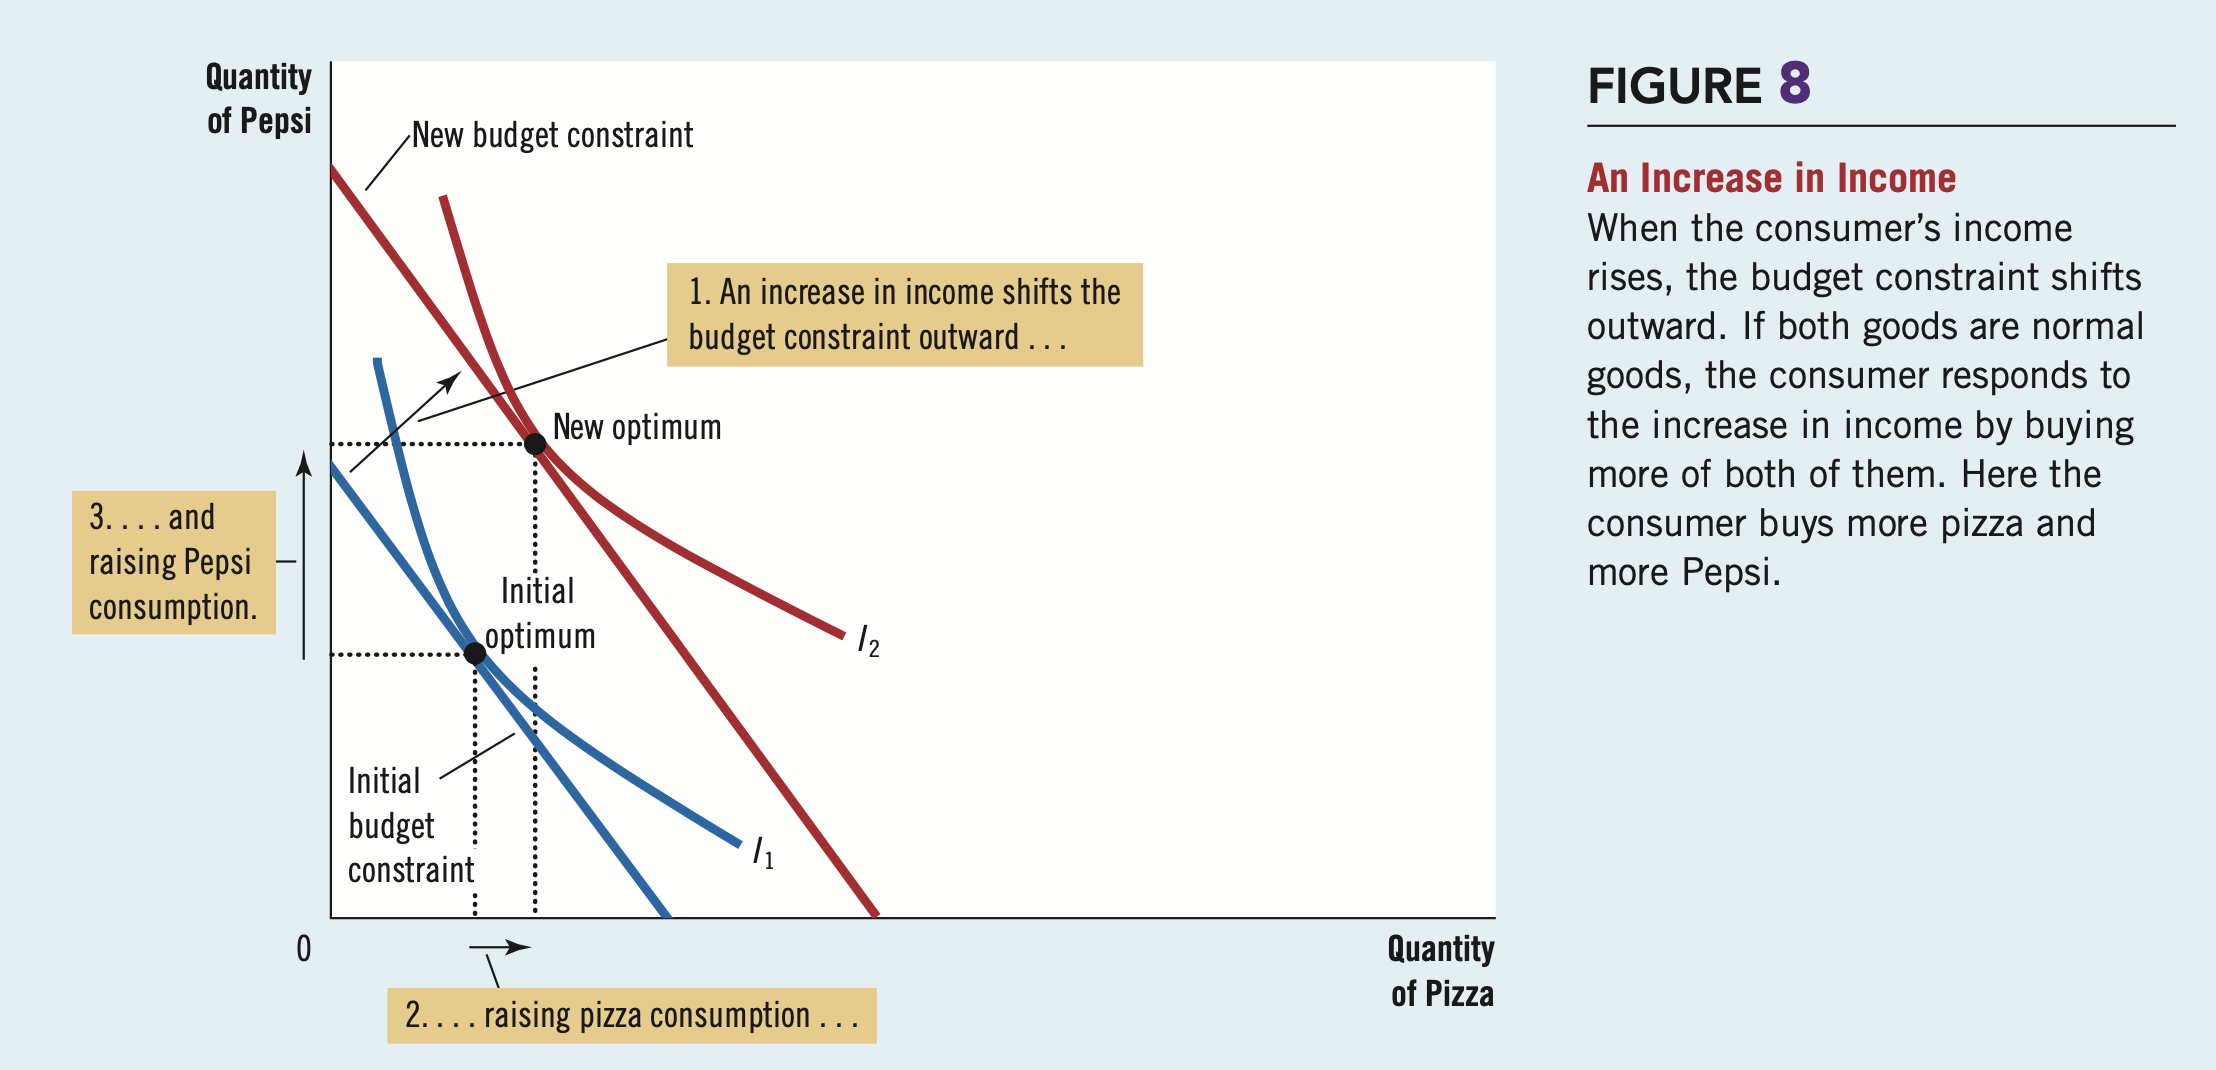 Quantity
of Pepsi
New budget constraint
1. An increase in income shifts the
budget constraint outward . . .
New optimum
3. . . . and
raising Pepsi
consumption.
Initial
optimum
I2
Initial
budget
constraint
I1
0
Quantity
of Pizza
2. . . . raising pizza consumption . . .
FIGURE 8
An Increase in Income
When the consumer’s income
rises, the budget constraint shifts
outward. If both goods are normal
goods, the consumer responds to
the increase in income by buying
more of both of them. Here the
consumer buys more pizza and
more Pepsi.